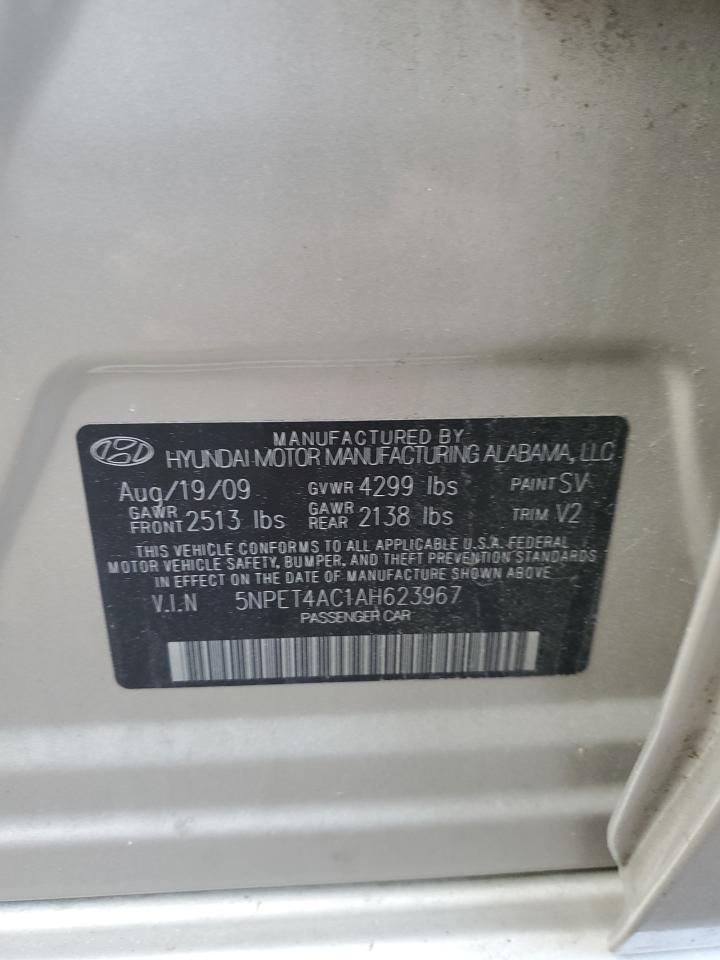 MANUFACTURED BY
HYUNDAI MOTOR MANUFACTURING ALABAMA, LLC
Aug/19/09 GVWR 4299 lbs PAINT SV
GAWR FRONT 2513 lbs GAWR REAR 2138 lbs TRIM V2
THIS VEHICLE CONFORMS TO ALL APPLICABLE U.S.A. FEDERAL
MOTOR VEHICLE SAFETY, BUMPER, AND THEFT PREVENTION STANDARDS
IN EFFECT ON THE DATE OF MANUFACTURE SHOWN ABOVE.
V.I.N 5NPET4AC1AH623967
PASSENGER CAR